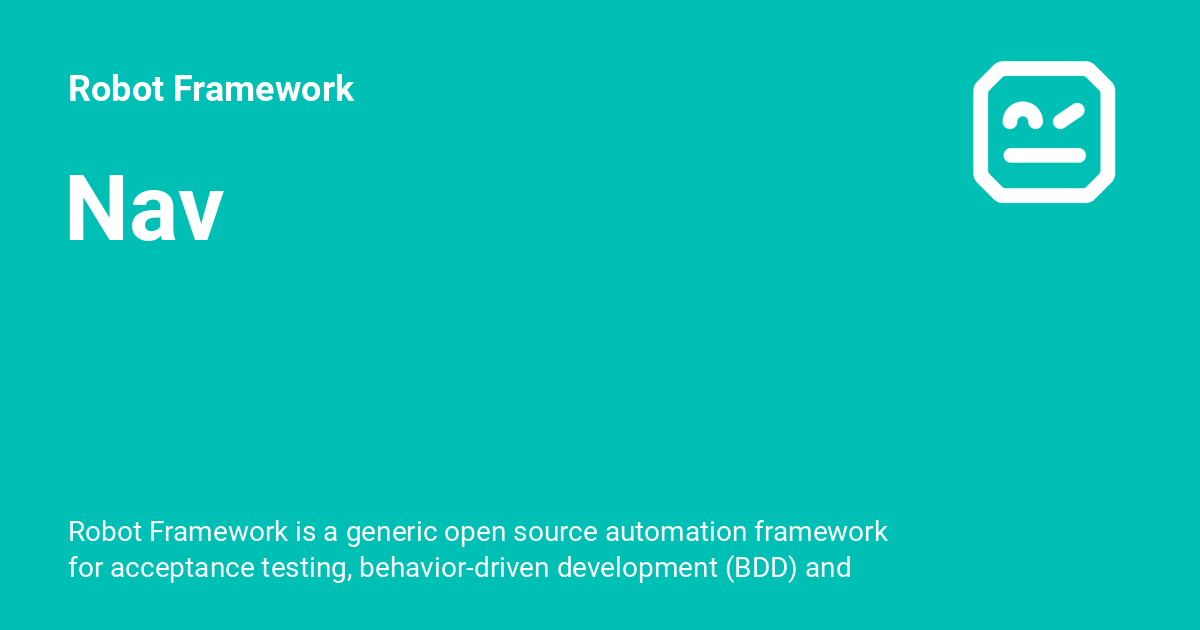 Robot Framework
Nav
Robot Framework is a generic open source automation framework
for acceptance testing, behavior-driven development (BDD) and